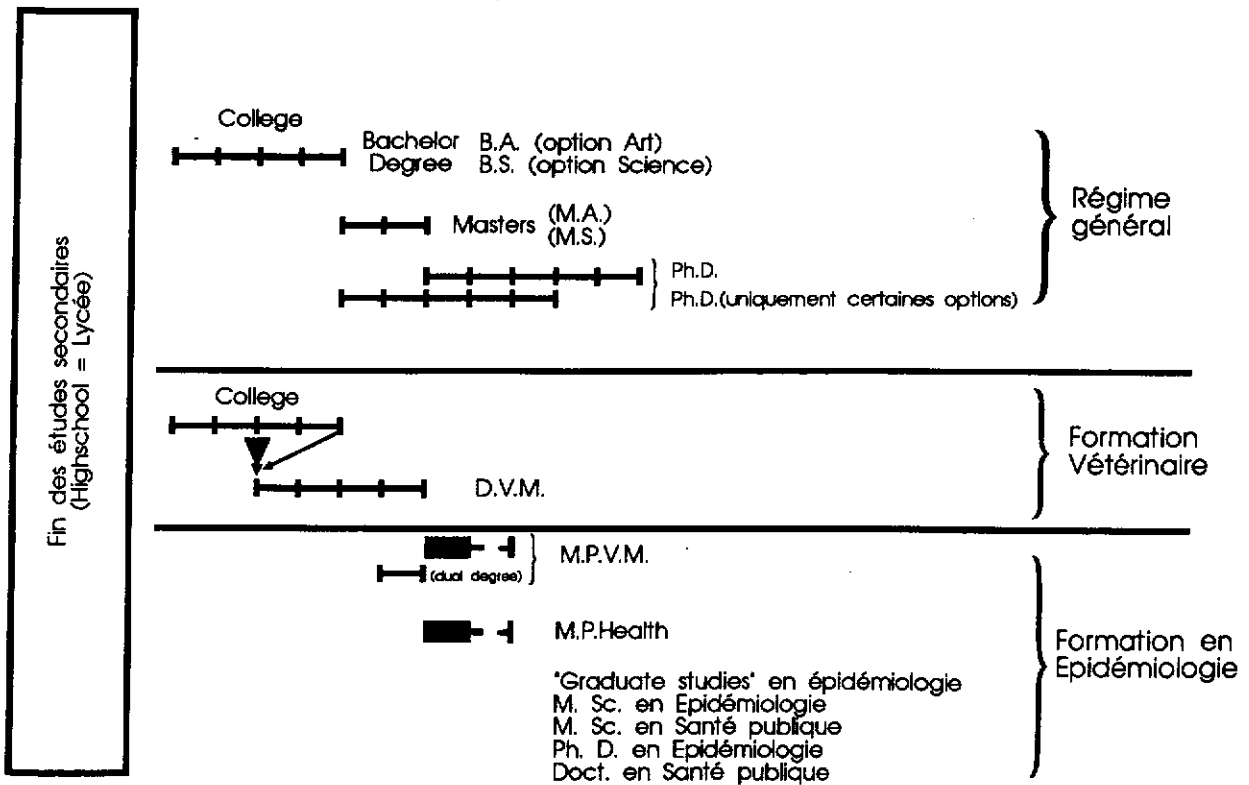 Fin des études secondaires
(Highschool = Lycée)
College
Bachelor B.A. (option Art)
Degree B.S. (option Science)
Masters (M.A.)
(M.S.)
Ph.D.
Ph.D.(uniquement certaines options)
Régime
général
College
D.V.M.
Formation
Vétérinaire
M.P.V.M.
(dual degree)
M.P.Health
"Graduate studies" en épidémiologie
M. Sc. en Epidémiologie
M. Sc. en Santé publique
Ph. D. en Epidémiologie
Doct. en Santé publique
Formation en
Epidémiologie